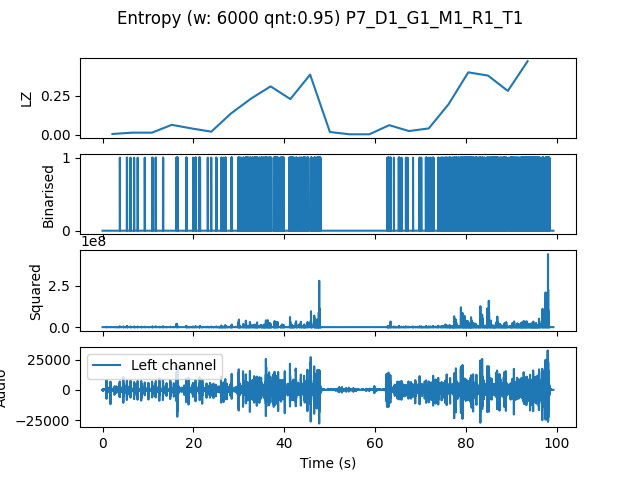 Entropy (w: 6000 qnt:0.95) P7_D1_G1_M1_R1_T1
LZ
0.25
0.00
Binarised
1
0
1e8
Squared
2.5
0.0
Audio
25000
0
−25000
Left channel
0 20 40 60 80 100
Time (s)